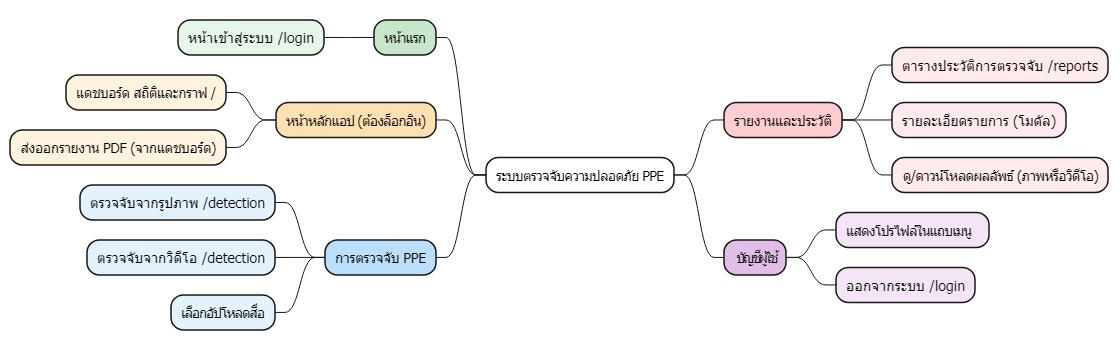 หน้าเข้าสู่ระบบ /login
หน้าแรก
แดชบอร์ด สถิติและกราฟ /
หน้าหลักแอป (ต้องล็อกอิน)
ส่งออกรายงาน PDF (จากแดชบอร์ด)
ตรวจจับจากรูปภาพ /detection
ตรวจจับจากวิดีโอ /detection
การตรวจจับ PPE
เลือกอัปโหลดสื่อ
ระบบตรวจจับความปลอดภัย PPE
ตารางประวัติการตรวจจับ /reports
รายงานและประวัติ
รายละเอียดรายการ (โมดัล)
ดู/ดาวน์โหลดผลลัพธ์ (ภาพหรือวิดีโอ)
แสดงโปรไฟล์ในแถบเมนู
บัญชีผู้ใช้
ออกจากระบบ /login